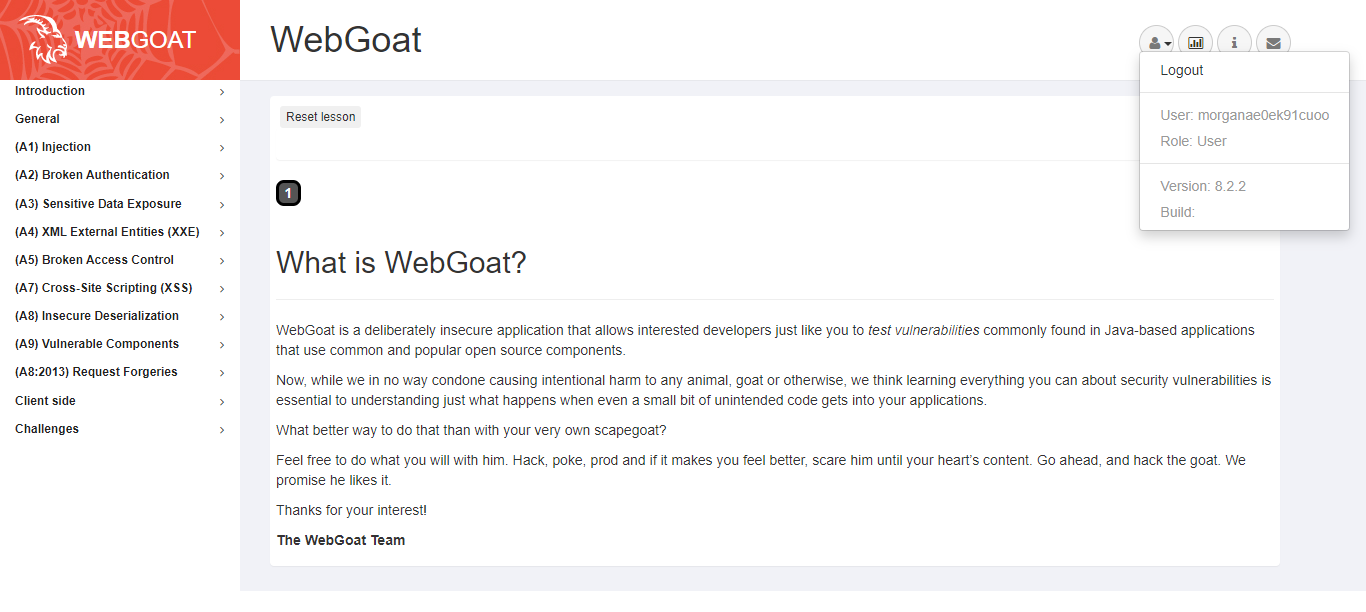 WEBGOAT
WebGoat
Logout
User: morganae0ek91cuoo
Role: User
Version: 8.2.2
Build:
Introduction
General
(A1) Injection
(A2) Broken Authentication
(A3) Sensitive Data Exposure
(A4) XML External Entities (XXE)
(A5) Broken Access Control
(A7) Cross-Site Scripting (XSS)
(A8) Insecure Deserialization
(A9) Vulnerable Components
(A8:2013) Request Forgeries
Client side
Challenges
Reset lesson
1
What is WebGoat?
WebGoat is a deliberately insecure application that allows interested developers just like you to test vulnerabilities commonly found in Java-based applications
that use common and popular open source components.
Now, while we in no way condone causing intentional harm to any animal, goat or otherwise, we think learning everything you can about security vulnerabilities is
essential to understanding just what happens when even a small bit of unintended code gets into your applications.
What better way to do that than with your very own scapegoat?
Feel free to do what you will with him. Hack, poke, prod and if it makes you feel better, scare him until your heart’s content. Go ahead, and hack the goat. We
promise he likes it.
Thanks for your interest!
The WebGoat Team